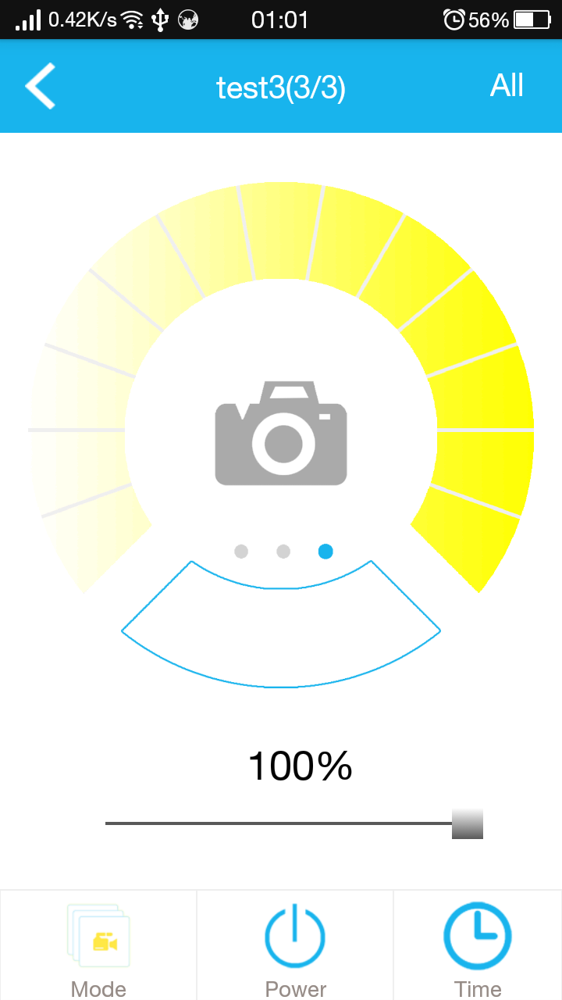 0.42K/s 01:01 56%
test3(3/3) All
100%
Mode Power Time